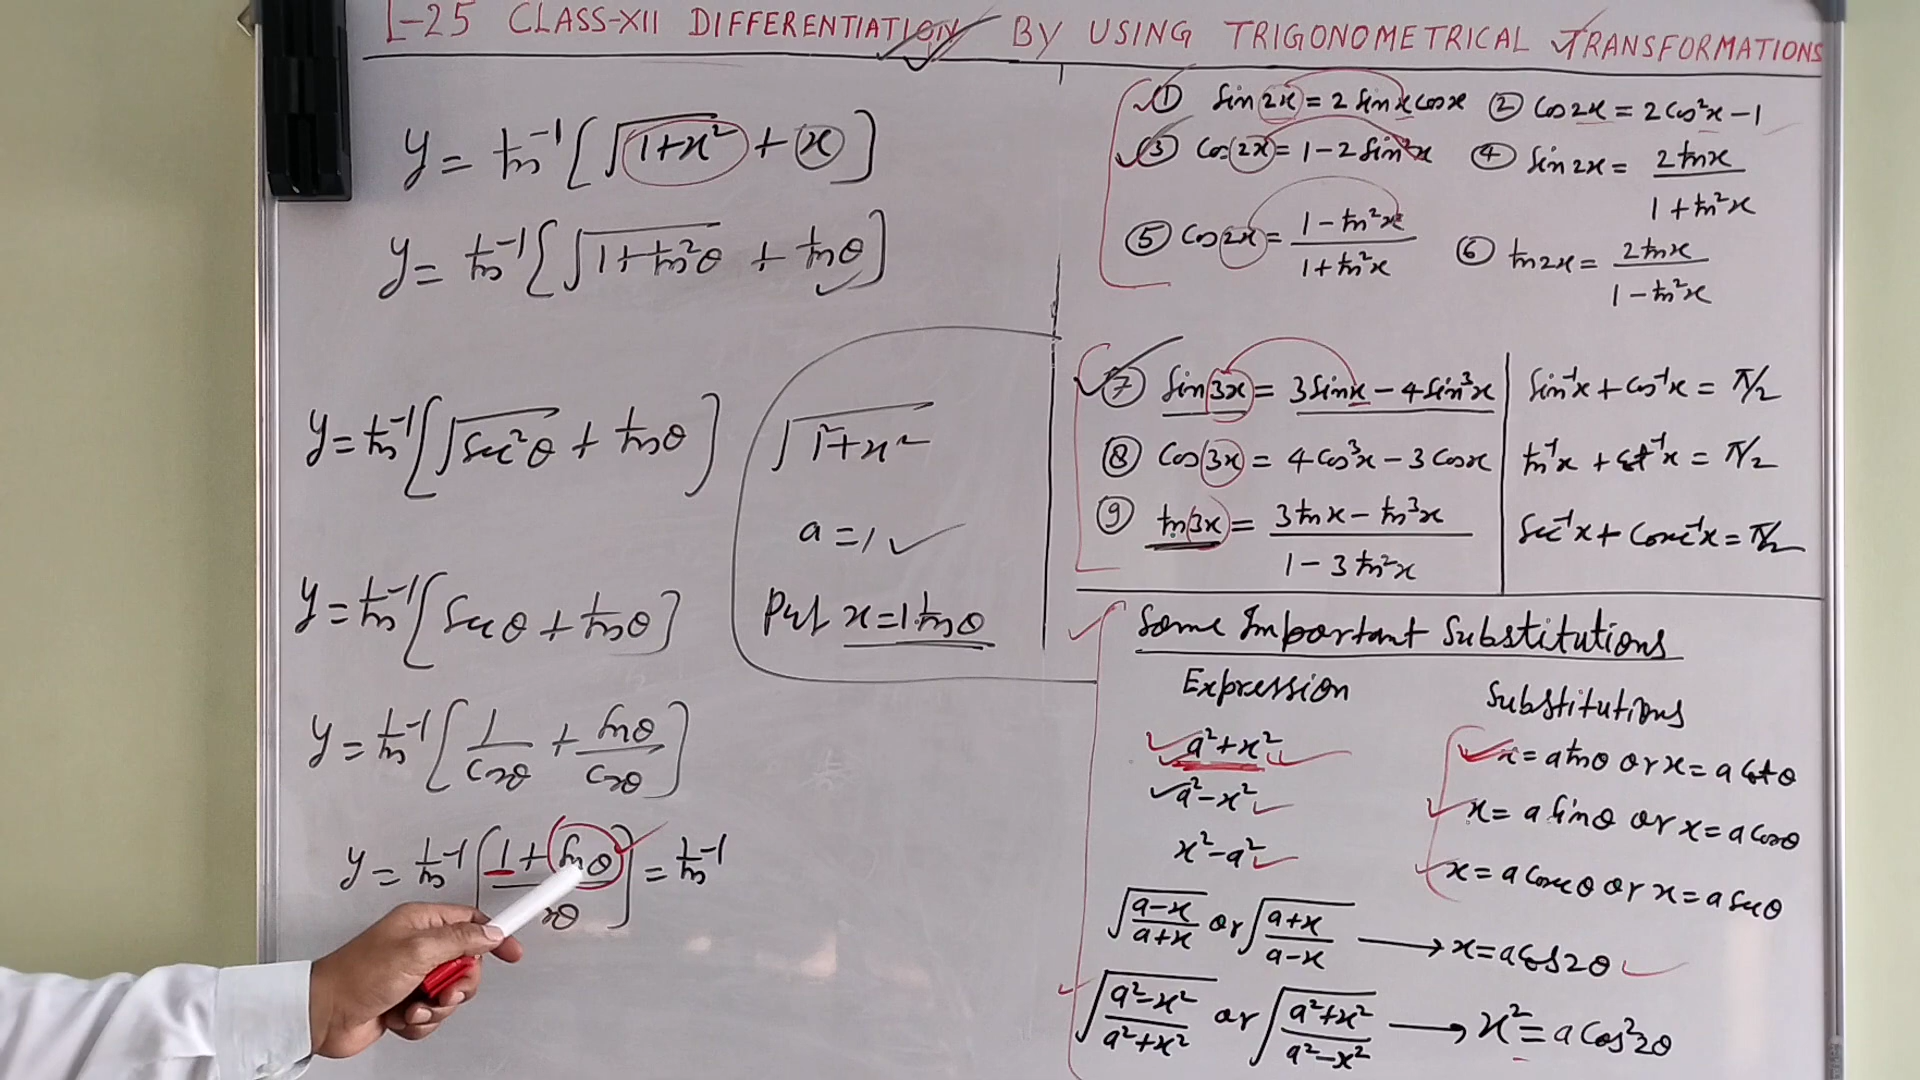 L-25 CLASS-XII DIFFERENTIATION BY USING TRIGONOMETRICAL TRANSFORMATIONS
y = tan⁻¹[√(1+x²) + x]
y = tan⁻¹[√(1+tan²θ) + tanθ]
y = tan⁻¹[√(sec²θ) + tanθ]
y = tan⁻¹[secθ + tanθ]
y = tan⁻¹[1/cosθ + sinθ/cosθ]
y = tan⁻¹[(1 + sinθ)/ osθ] = tan⁻¹
√(1²+x²)
a = 1
Put x = 1.tanθ
① Sin2x = 2 Sinx cosx ② Cos2x = 2Cos²x - 1
③ Cos2x = 1 - 2 Sin²x ④ Sin2x = 2tanx/(1 + tan²x)
⑤ Cos2x = (1 - tan²x)/(1 + tan²x) ⑥ tan2x = 2tanx/(1 - tan²x)
⑦ Sin3x = 3Sinx - 4Sin³x
⑧ Cos3x = 4Cos³x - 3Cosx
⑨ tan3x = (3tanx - tan³x)/(1 - 3tan²x)
Sin⁻¹x + Cos⁻¹x = π/2
tan⁻¹x + Cot⁻¹x = π/2
Sec⁻¹x + Cosec⁻¹x = π/2
Some Important Substitutions
Expression Substitutions
a²+x² x = a tanθ or x = a Cotθ
a²-x² x = a Sinθ or x = a Cosθ
x²-a² x = a Cosecθ or x = a Secθ
√((a-x)/(a+x)) or √((a+x)/(a-x)) → x = a Cos2θ
√((a²-x²)/(a²+x²)) or √((a²+x²)/(a²-x²)) → x² = a Cos²2θ